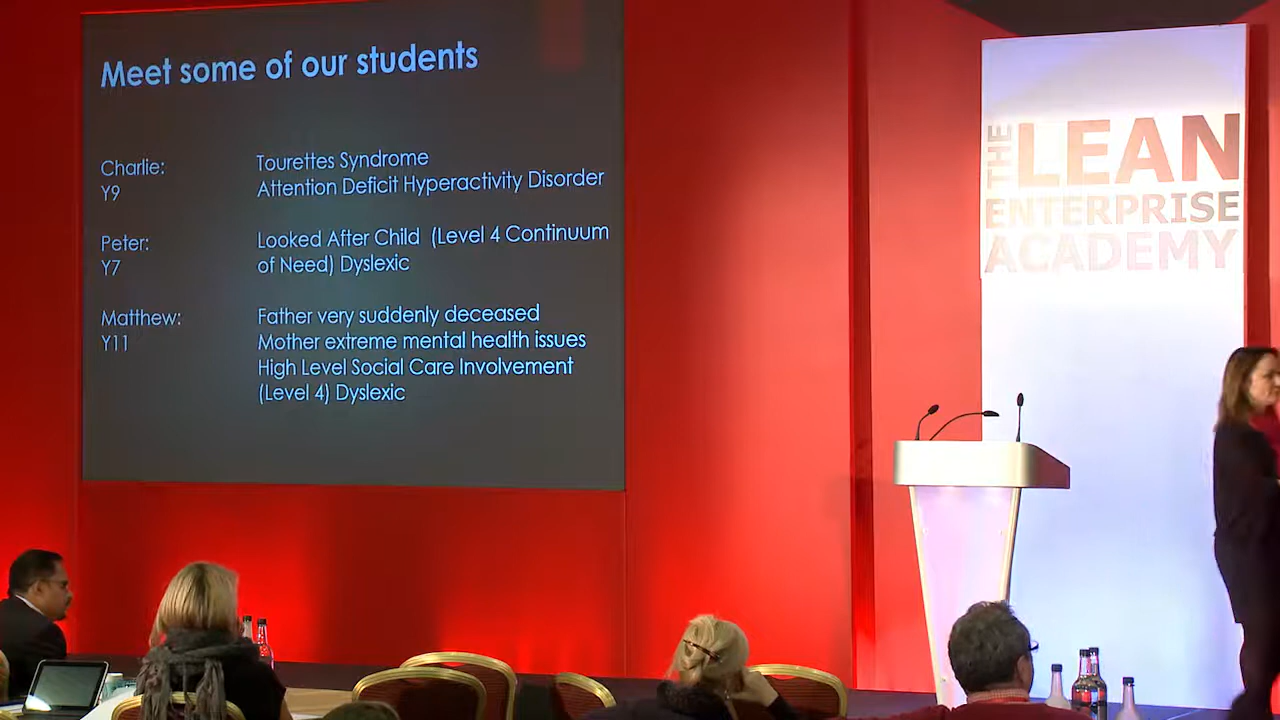 Meet some of our students
Charlie:
Y9
Tourettes Syndrome
Attention Deficit Hyperactivity Disorder
Peter:
Y7
Looked After Child (Level 4 Continuum
of Need) Dyslexic
Matthew:
Y11
Father very suddenly deceased
Mother extreme mental health issues
High Level Social Care Involvement
(Level 4) Dyslexic
THE LEAN
ENTERPRISE
ACADEMY